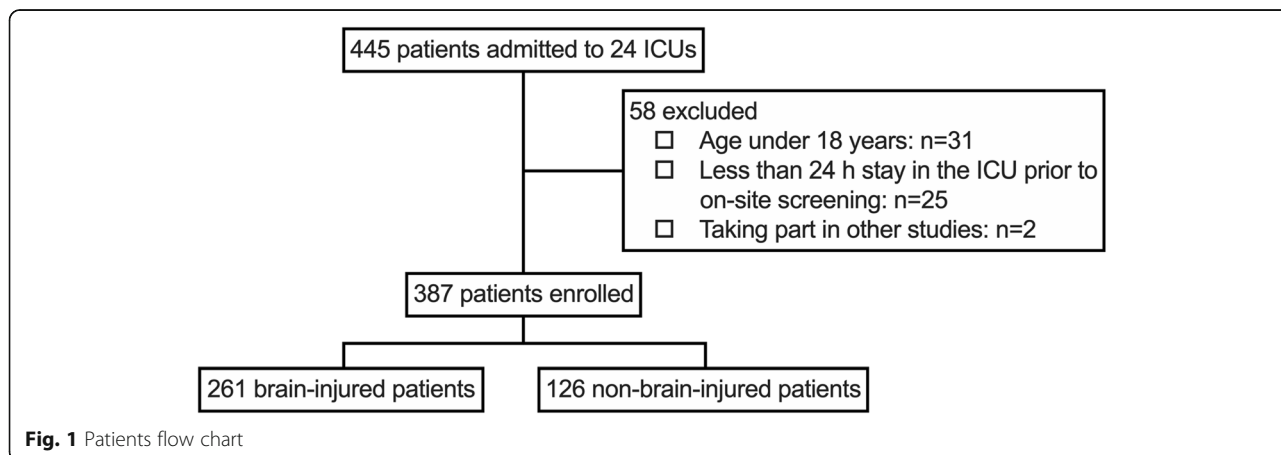 445 patients admitted to 24 ICUs
58 excluded
☐ Age under 18 years: n=31
☐ Less than 24 h stay in the ICU prior to
on-site screening: n=25
☐ Taking part in other studies: n=2
387 patients enrolled
261 brain-injured patients
126 non-brain-injured patients
Fig. 1 Patients flow chart